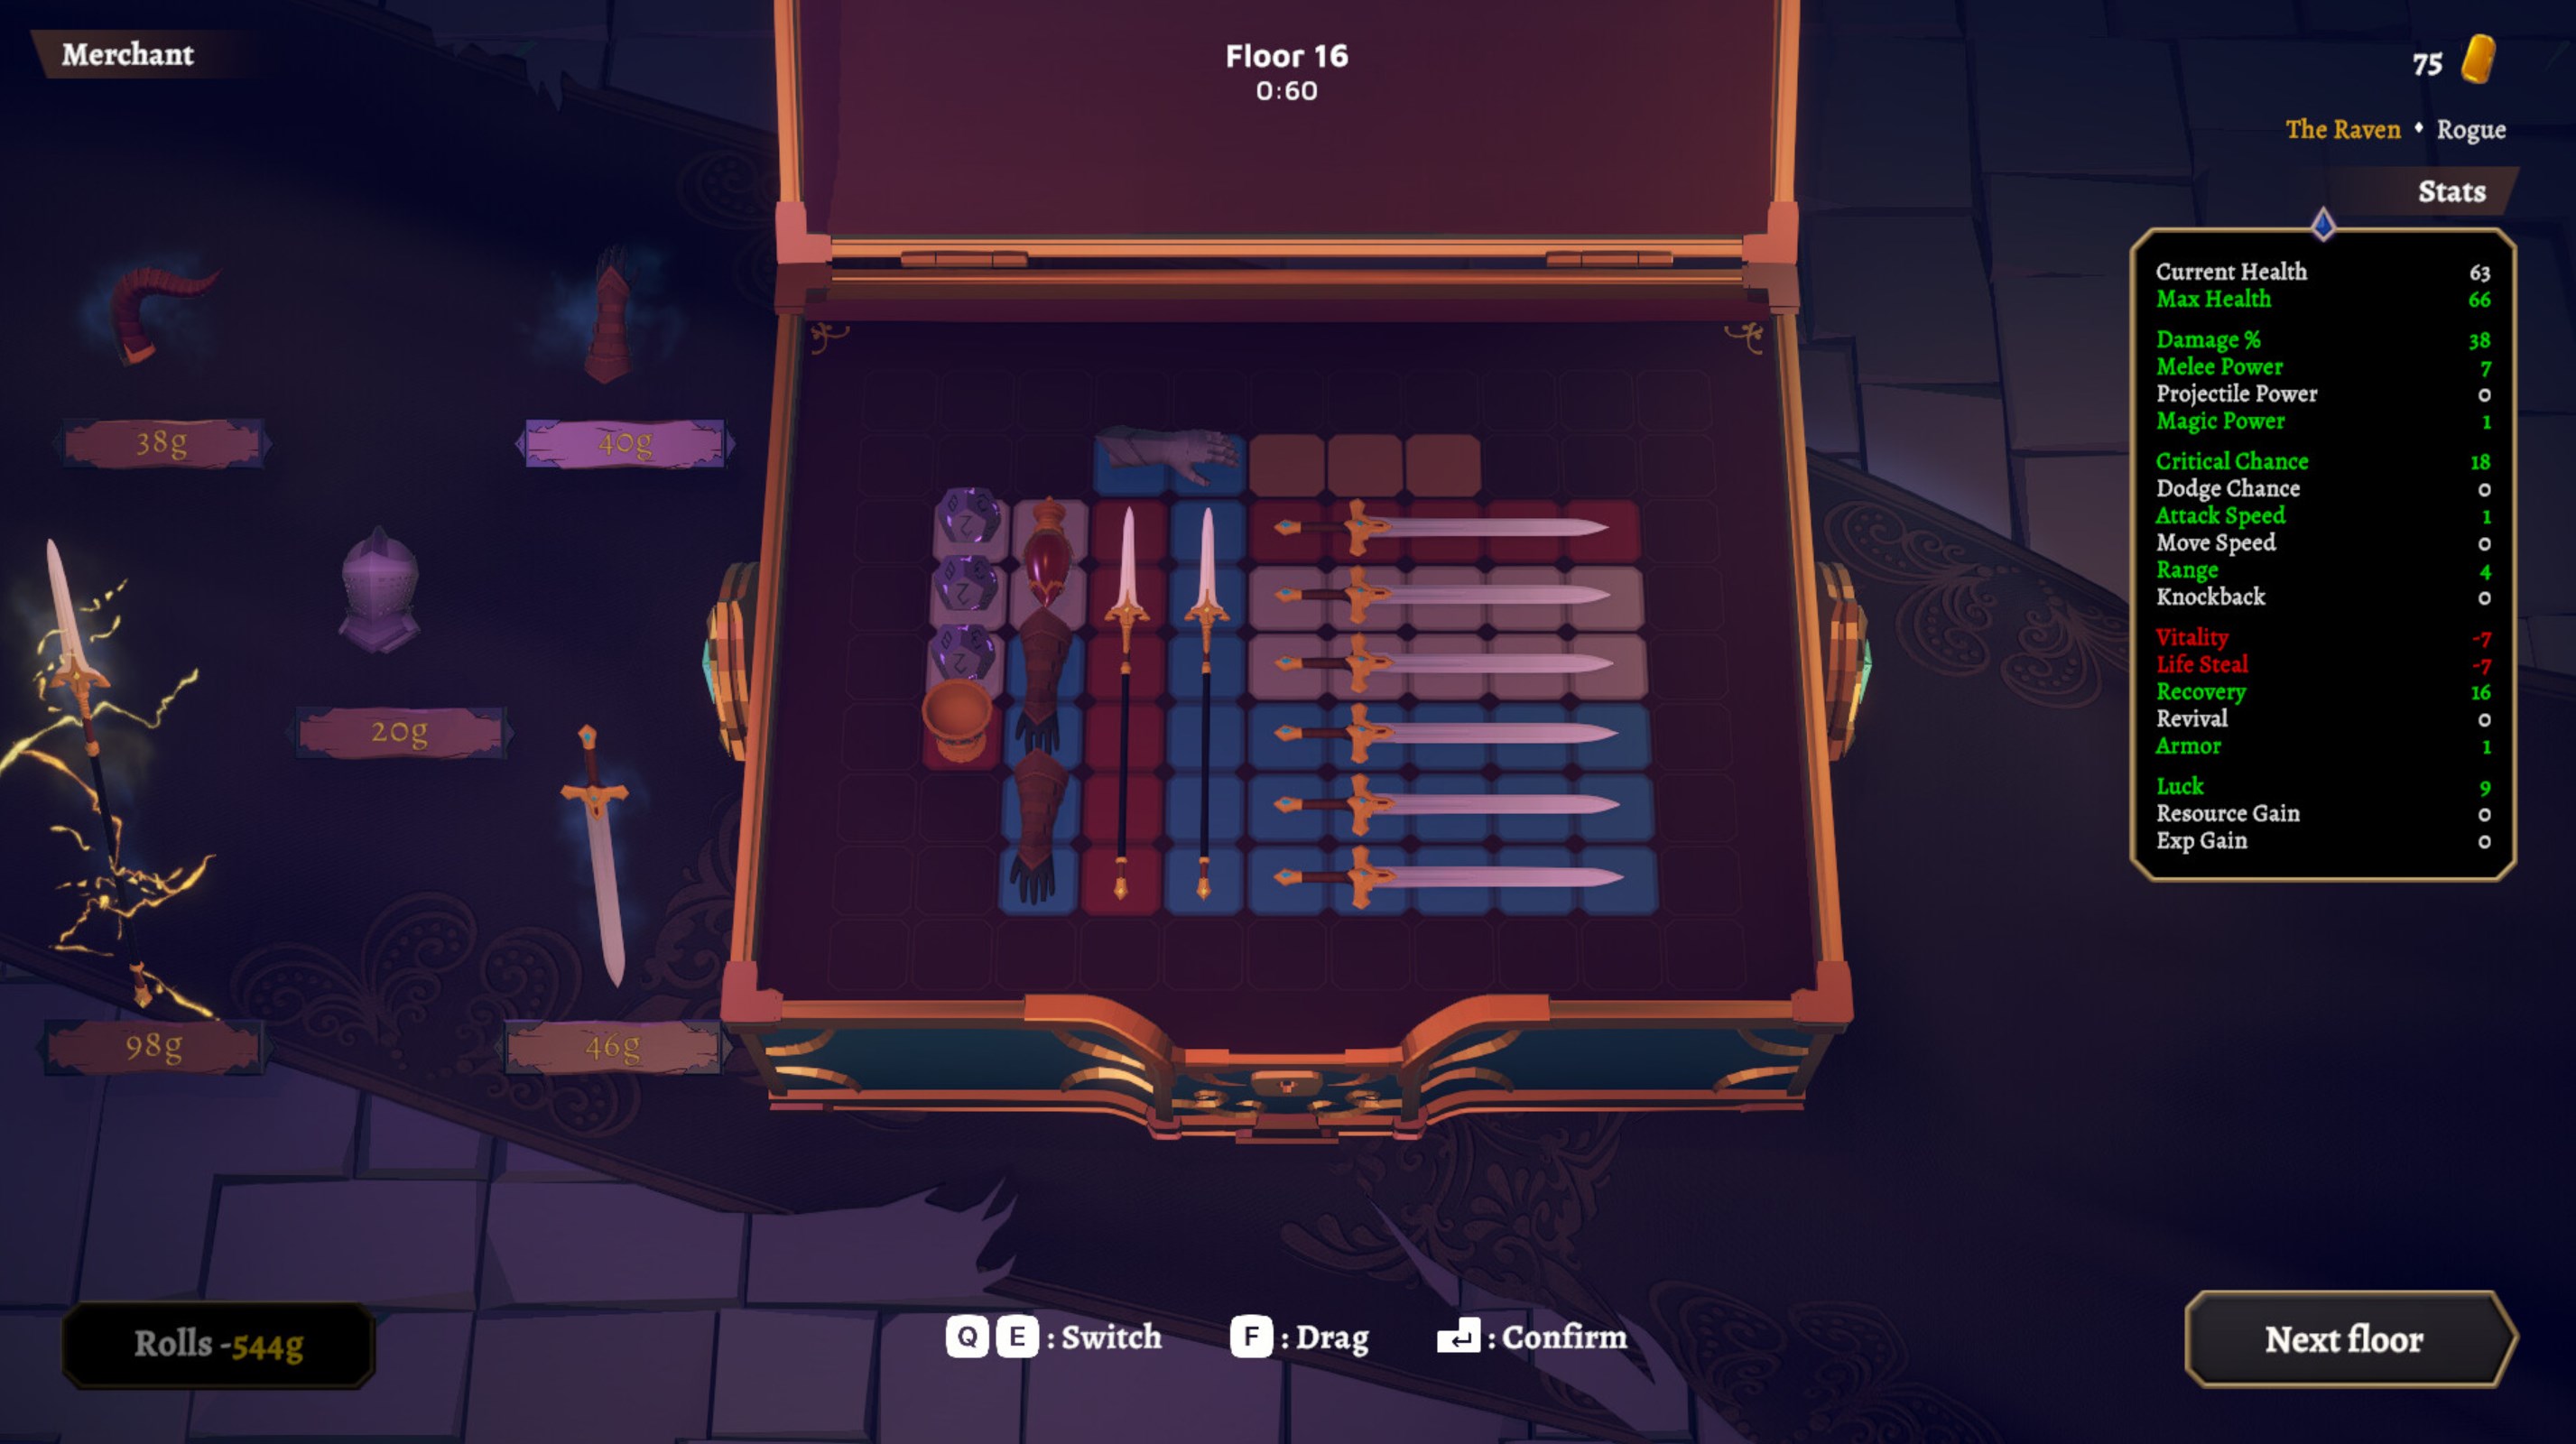 Merchant
Floor 16
0:60
75
The Raven ♦ Rogue
Stats
Current Health 63
Max Health 66
Damage % 38
Melee Power 7
Projectile Power 0
Magic Power 1
Critical Chance 18
Dodge Chance 0
Attack Speed 1
Move Speed 0
Range 4
Knockback 0
Vitality -7
Life Steal -7
Recovery 16
Revival 0
Armor 1
Luck 9
Resource Gain 0
Exp Gain 0
38g
40g
20g
98g
46g
2
2
2
Rolls -544g
Q E : Switch
F : Drag
↵ : Confirm
Next floor